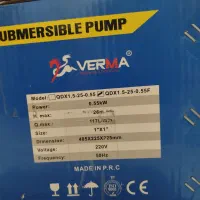 SUBMERSIBLE PUMP
VERMA
Model: QDX1.5-25-0.55 QDX1.5-25-0.55F
Power: 0.55kW
H. max:
Q.max:
Size: 1"X1"
Dimension:
Voltage: 220V
Frequency: 50Hz
MADE IN P.R.C